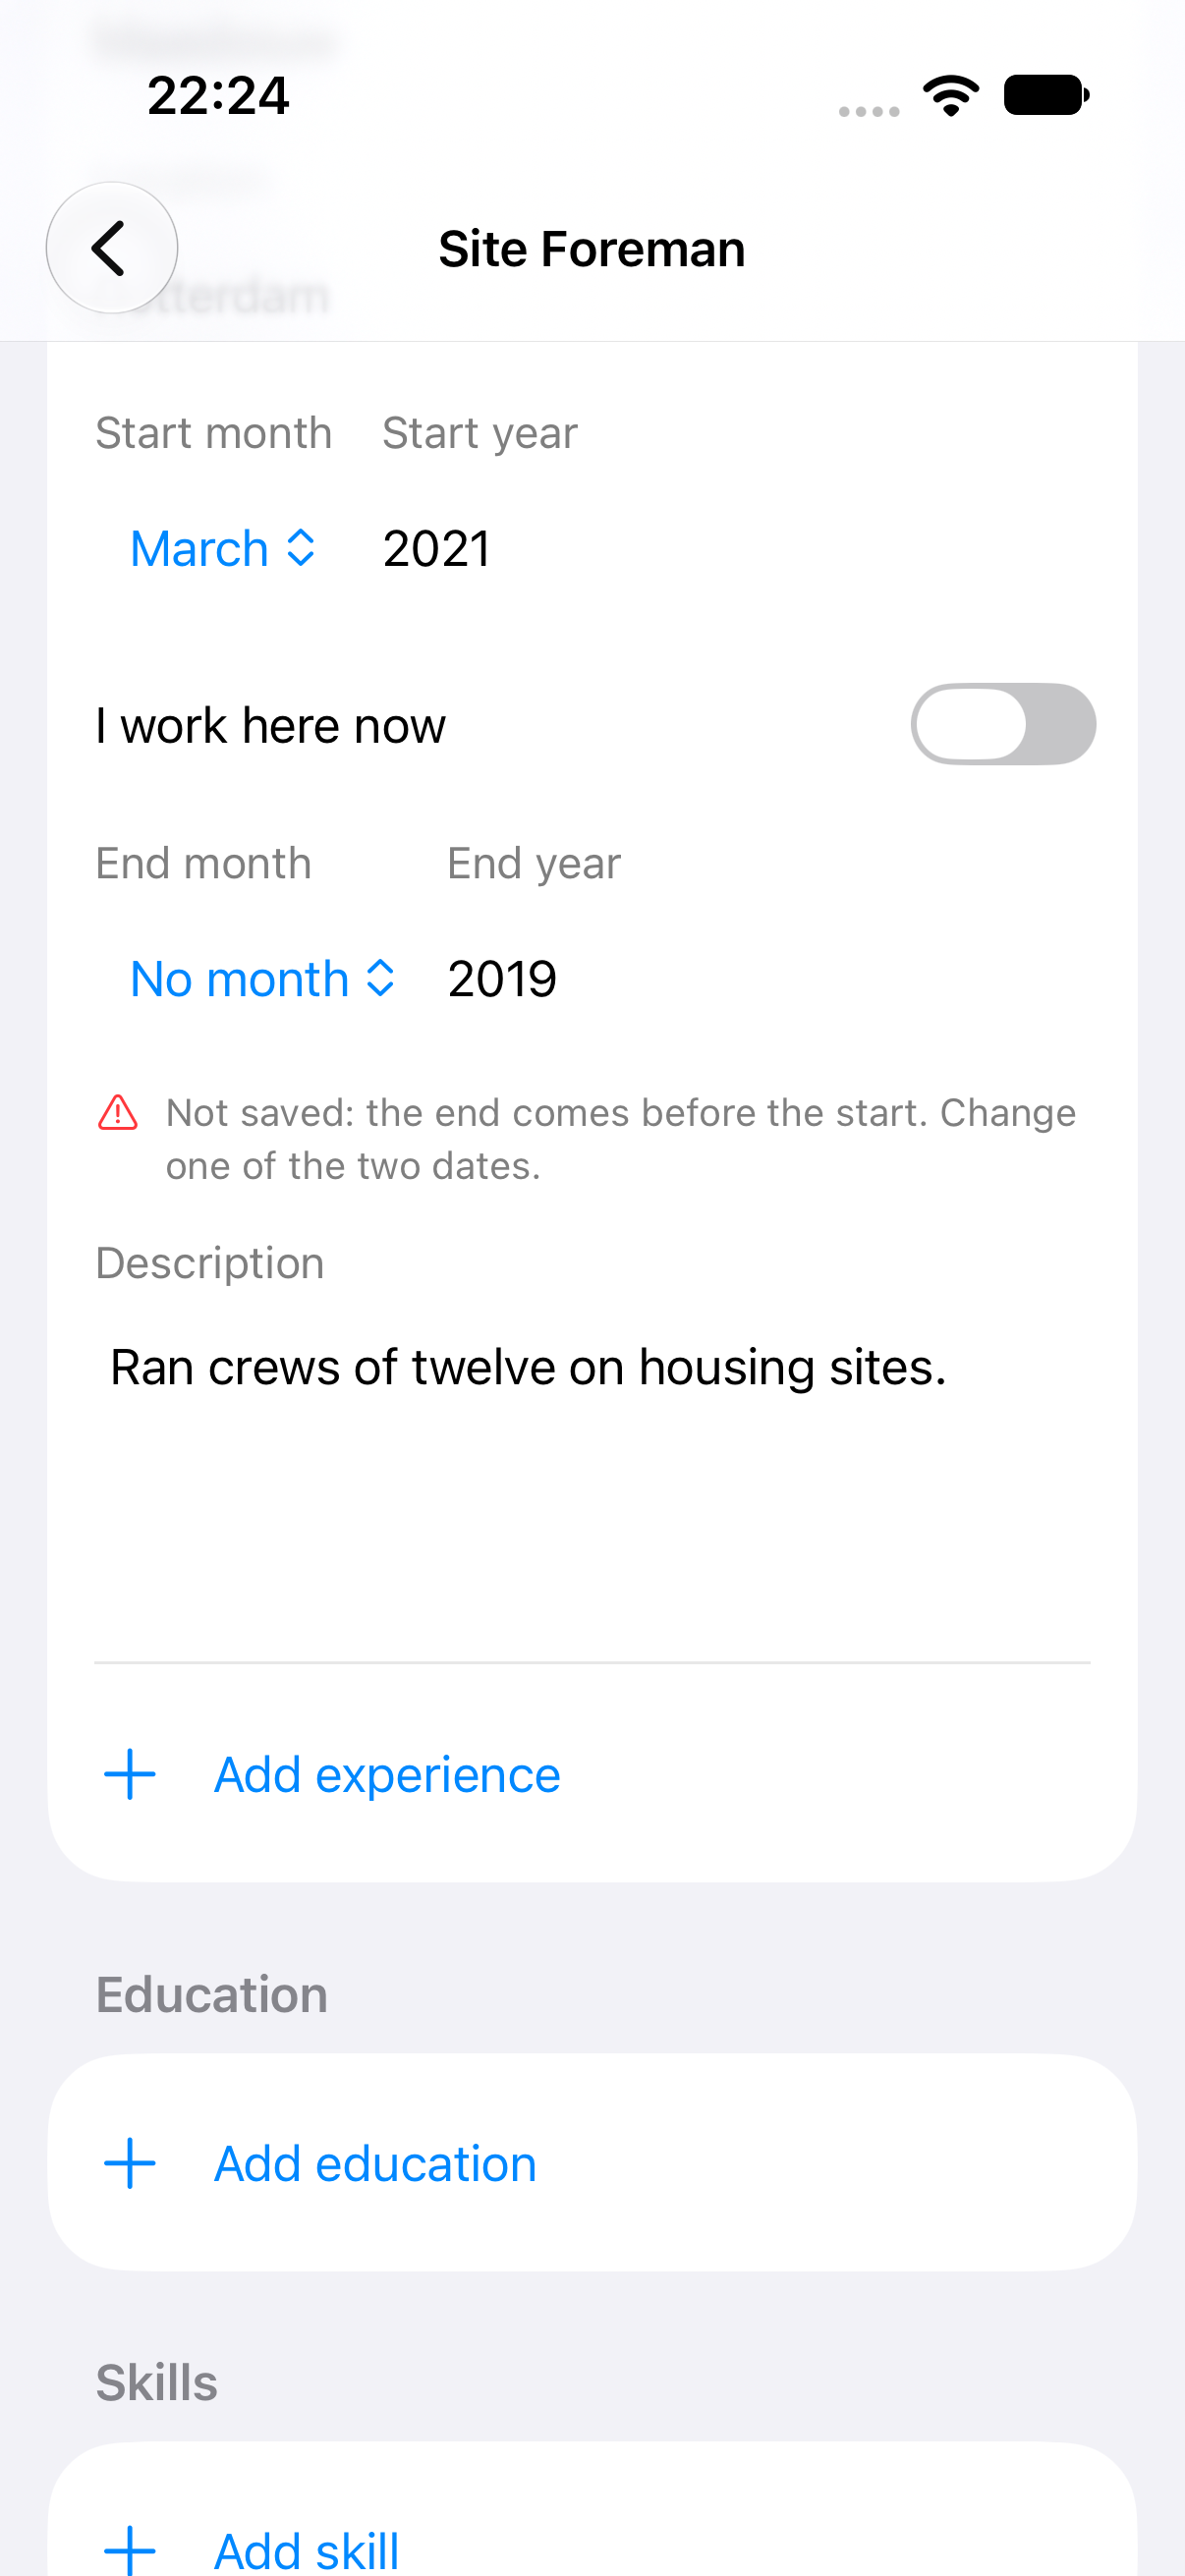 22:24
Site Foreman
Start month Start year
March 2021
I work here now
End month End year
No month 2019
Not saved: the end comes before the start. Change
one of the two dates.
Description
Ran crews of twelve on housing sites.
Add experience
Education
Add education
Skills
Add skill